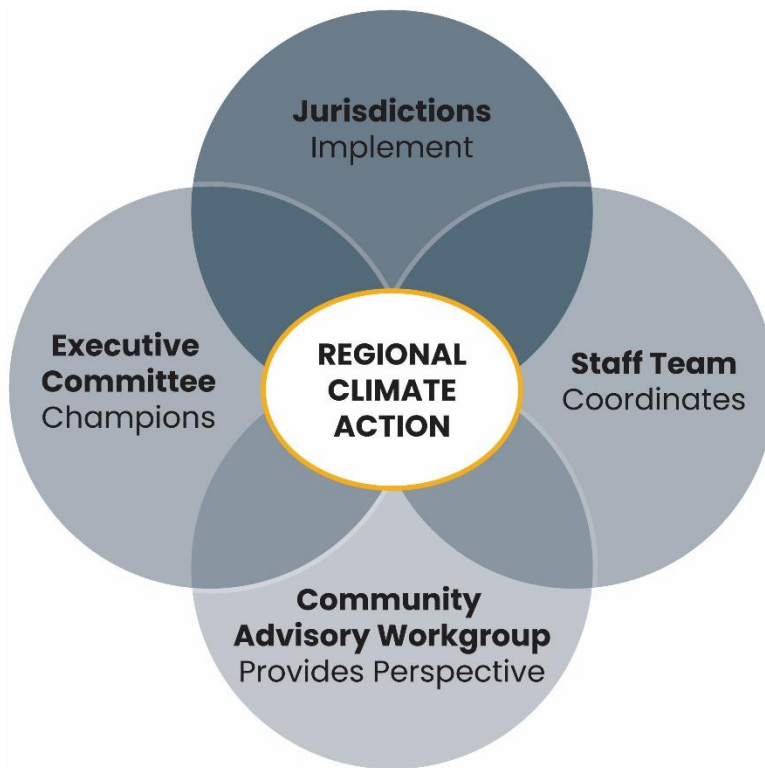 Jurisdictions
Implement
Executive
Committee
Champions
REGIONAL
CLIMATE
ACTION
Staff Team
Coordinates
Community
Advisory Workgroup
Provides Perspective